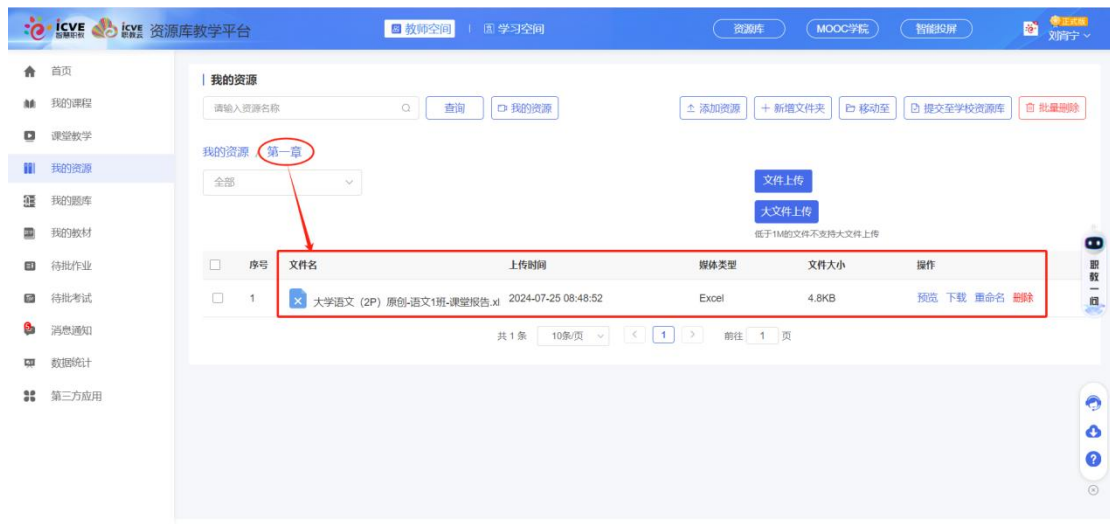 icve 智慧职教 icve 职教云 资源库教学平台 教师空间 学习空间 资源库 MOOC学院 智能投屏 正式版 刘宵宁
首页
我的课程
课堂教学
我的资源
我的题库
我的教材
待批作业
待批考试
消息通知
数据统计
第三方应用
我的资源
请输入资源名称 查询 我的资源 添加资源 新增文件夹 移动至 提交至学校资源库 批量删除
我的资源 / 第一章
全部 文件上传
大文件上传
低于1M的文件不支持大文件上传
序号 文件名 上传时间 媒体类型 文件大小 操作
1 大学语文（2P）原创-语文1班-课堂报告.xl 2024-07-25 08:48:52 Excel 4.8KB 预览 下载 重命名 删除
共 1 条 10条/页 1 前往 1 页
职教一问